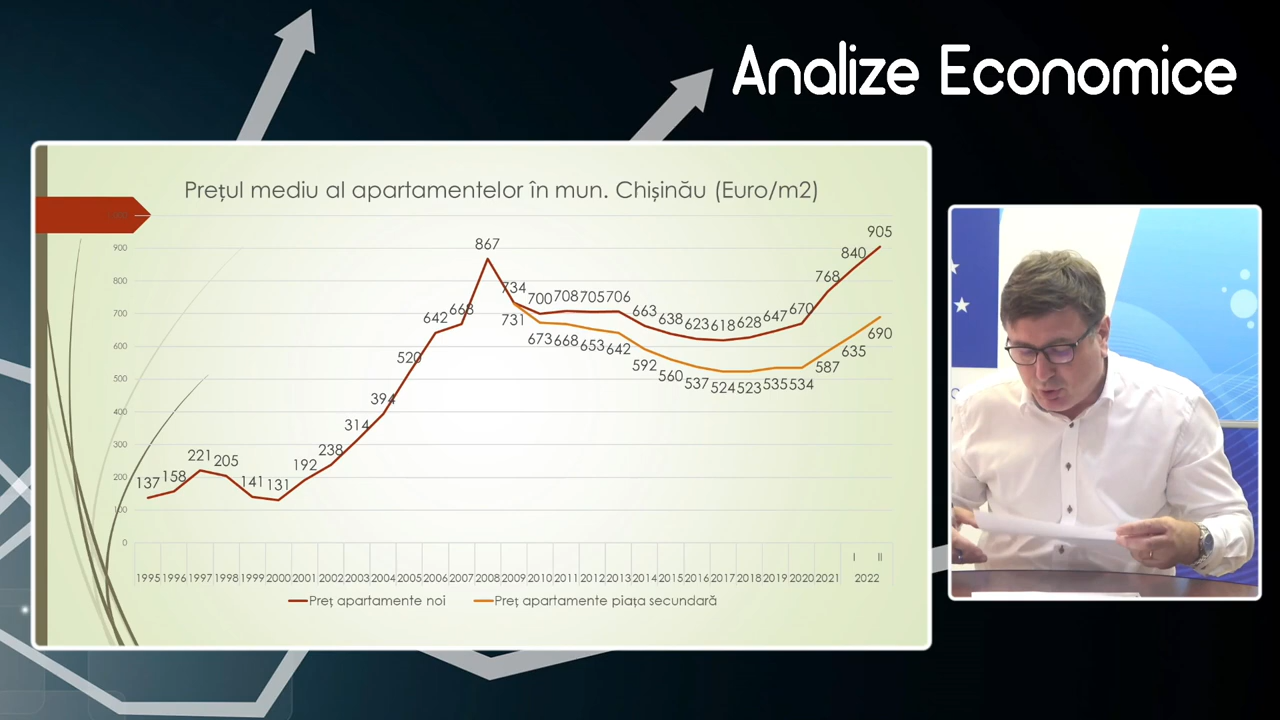 Analize Economice
Prețul mediu al apartamentelor în mun. Chișinău (Euro/m2)
900
800
700
600
500
400
300
200
100
0
137 158 221 205 141 131 192 238 314 394 520 642 668 867 734 700 708 705 706 663 638 623 618 628 647 670 768 840 905
731 673 668 653 642 592 560 537 524 523 535 534 587 635 690
I II
1995 1996 1997 1998 1999 2000 2001 2002 2003 2004 2005 2006 2007 2008 2009 2010 2011 2012 2013 2014 2015 2016 2017 2018 2019 2020 2021 2022
Preț apartamente noi Preț apartamente piața secundară